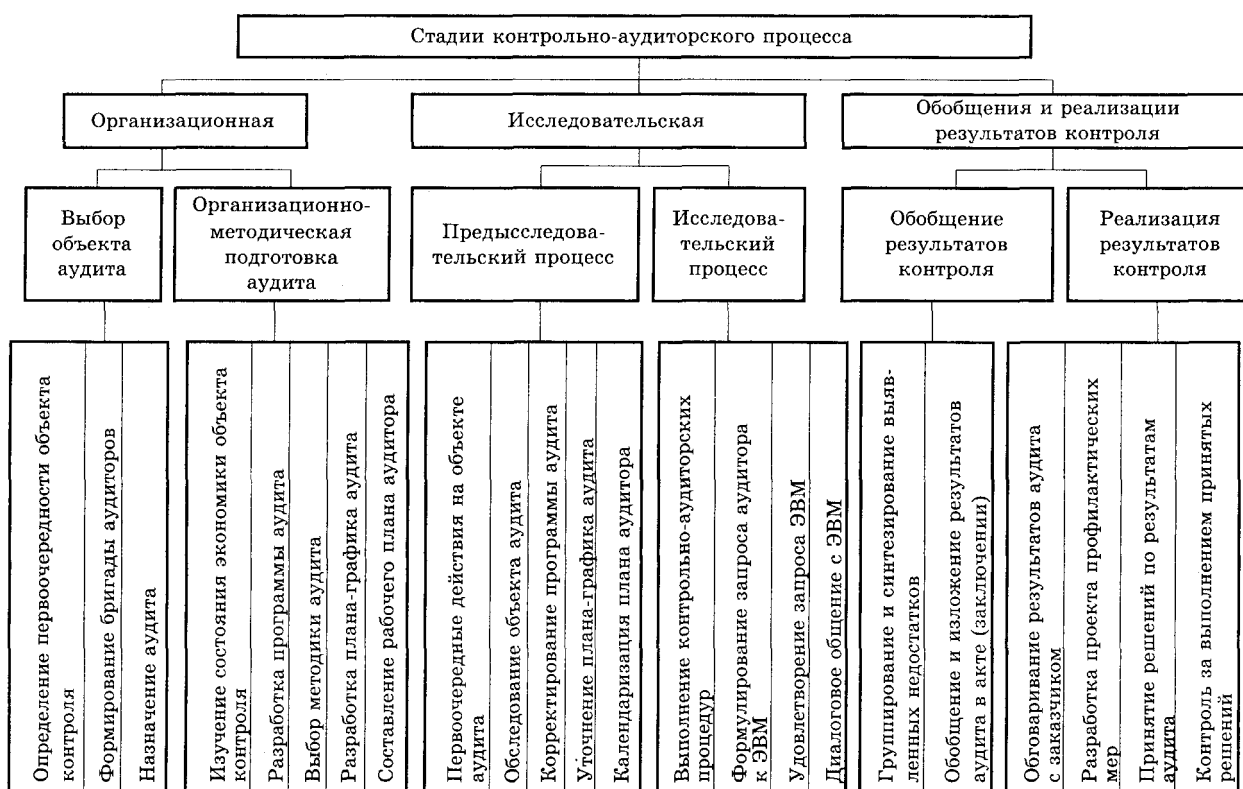 Стадии контрольно-аудиторского процесса
Организационная
Исследовательская
Обобщения и реализации
результатов контроля
Выбор
объекта
аудита
Организационно-
методическая
подготовка
аудита
Предысследова-
тельский процесс
Исследова-
тельский
процесс
Обобщение
результатов
контроля
Реализация
результатов
контроля
Определение первоочередности объекта
контроля
Формирование бригады аудиторов
Назначение аудита
Изучение состояния экономики объекта
контроля
Разработка программы аудита
Выбор методики аудита
Разработка плана-графика аудита
Составление рабочего плана аудитора
Первоочередные действия на объекте
аудита
Обследование объекта аудита
Корректирование программы аудита
Уточнение плана-графика аудита
Календаризация плана аудитора
Выполнение контрольно-аудиторских
процедур
Формулирование запроса аудитора
к ЭВМ
Удовлетворение запроса ЭВМ
Диалоговое общение с ЭВМ
Группирование и синтезирование выяв-
ленных недостатков
Обобщение и изложение результатов
аудита в акте (заключении)
Обговаривание результатов аудита
с заказчиком
Разработка проекта профилактических
мер
Принятие решений по результатам
аудита
Контроль за выполнением принятых
решений